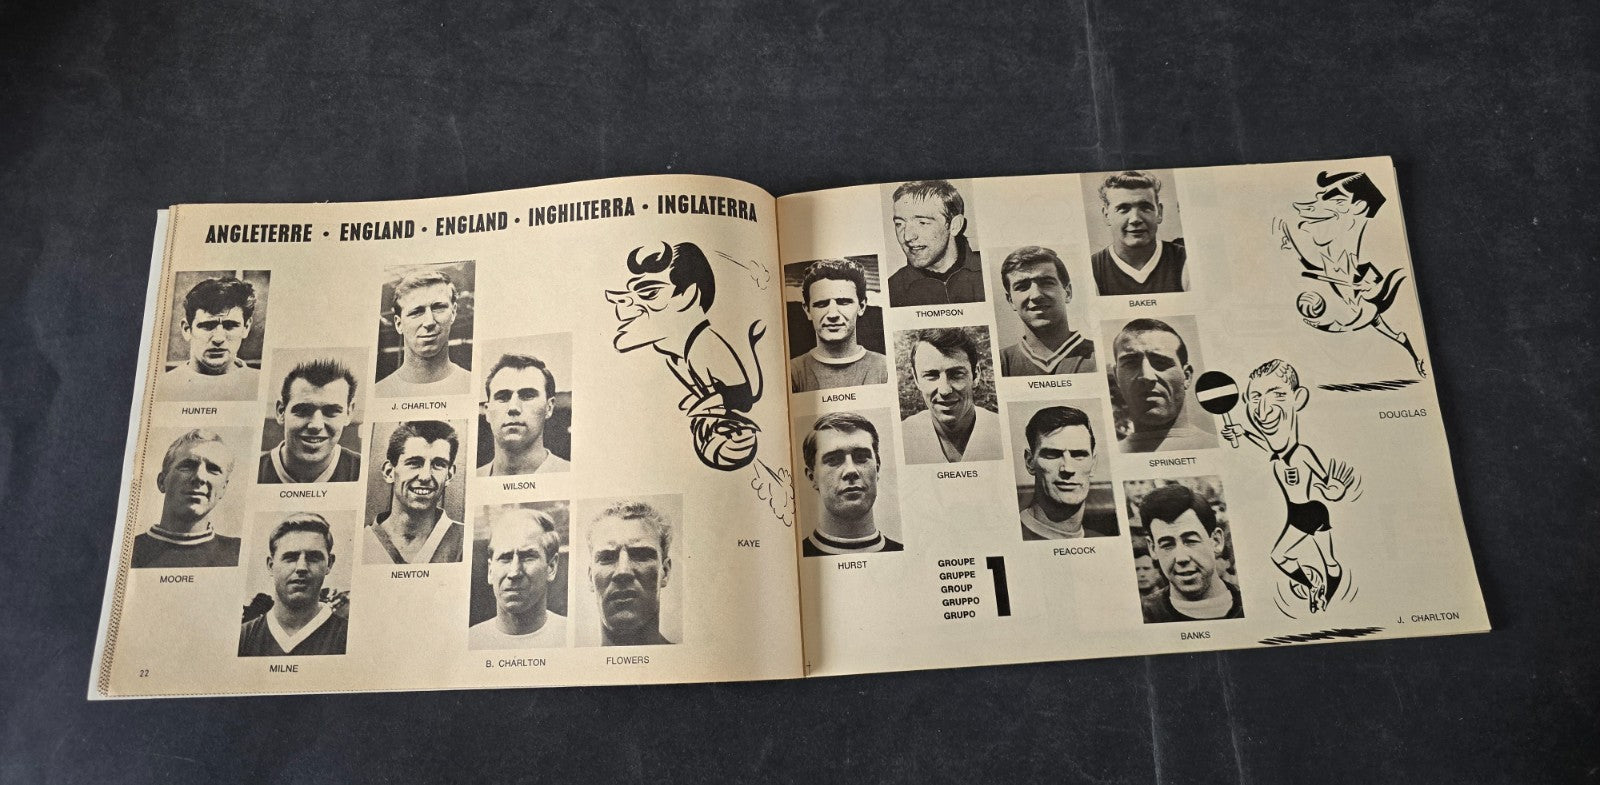 ANGLETERRE • ENGLAND • ENGLAND • INGHILTERRA • INGLATERRA
HUNTER
J. CHARLTON
CONNELLY
WILSON
MOORE
NEWTON
MILNE
B. CHARLTON
FLOWERS
KAYE
22
THOMPSON
BAKER
LABONE
VENABLES
GREAVES
SPRINGETT
HURST
PEACOCK
BANKS
DOUGLAS
J. CHARLTON
GROUPE
GRUPPE
GROUP
GRUPPO
GRUPO
1